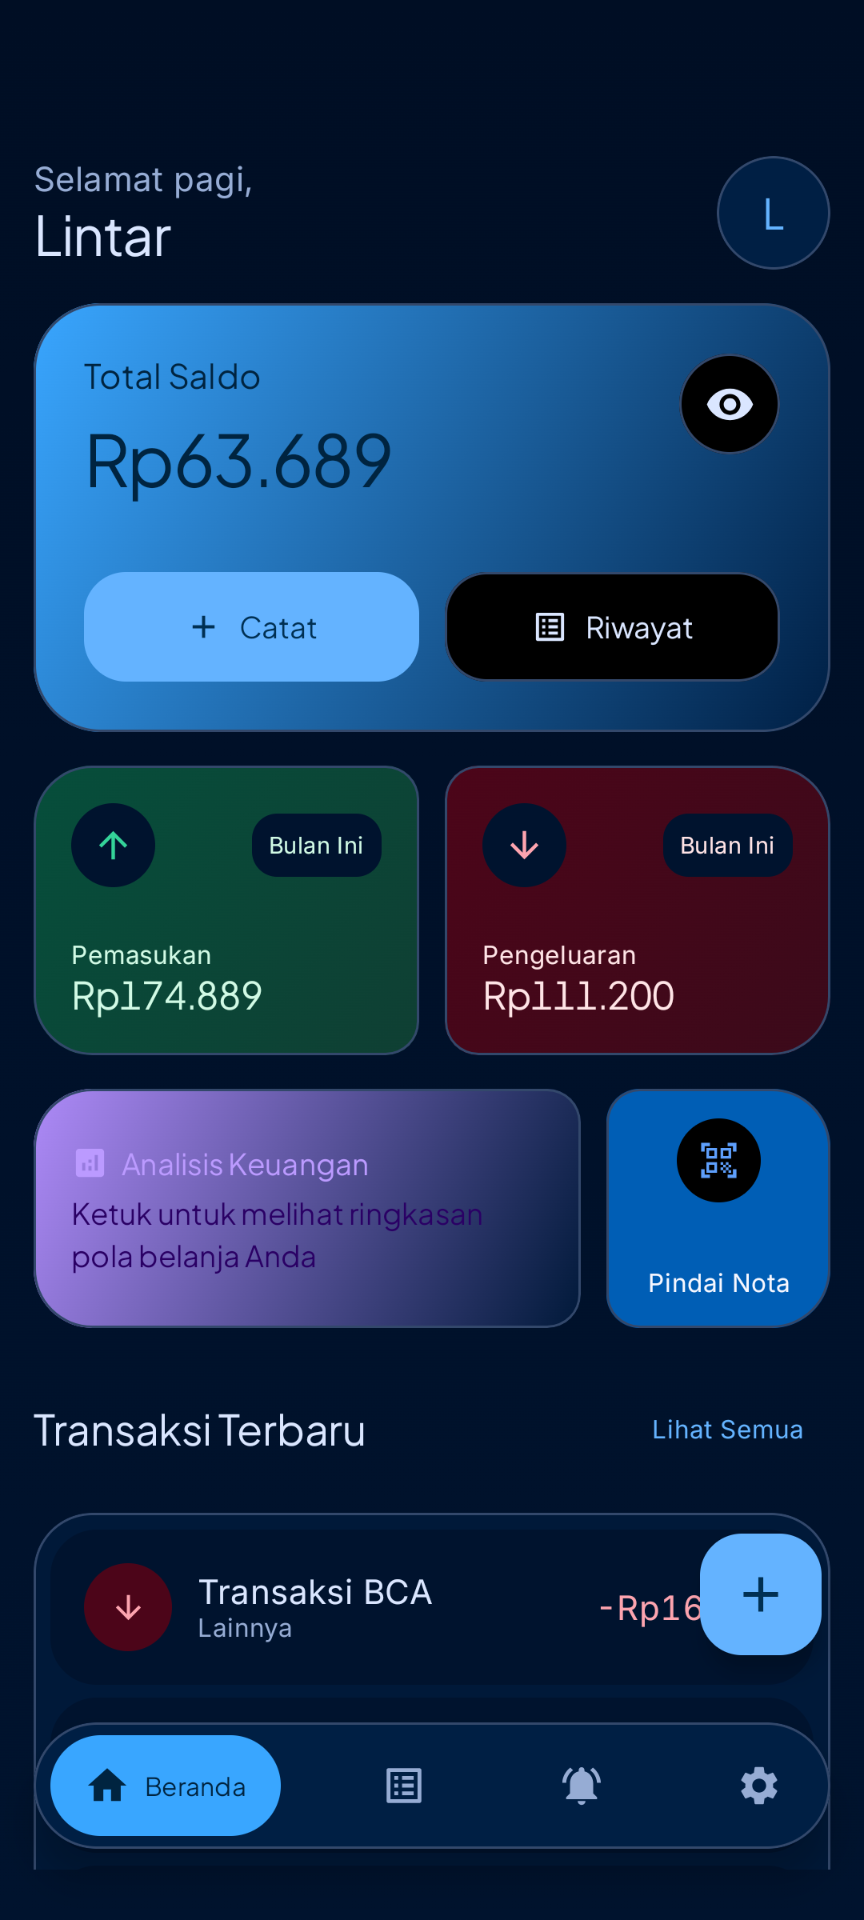 Selamat pagi,
Lintar
L
Total Saldo
Rp63.689
Catat
Riwayat
Bulan Ini
Bulan Ini
Pemasukan
Rp174.889
Pengeluaran
Rp111.200
Analisis Keuangan
Ketuk untuk melihat ringkasan
pola belanja Anda
Pindai Nota
Transaksi Terbaru
Lihat Semua
Transaksi BCA
-Rp16
Lainnya
Beranda